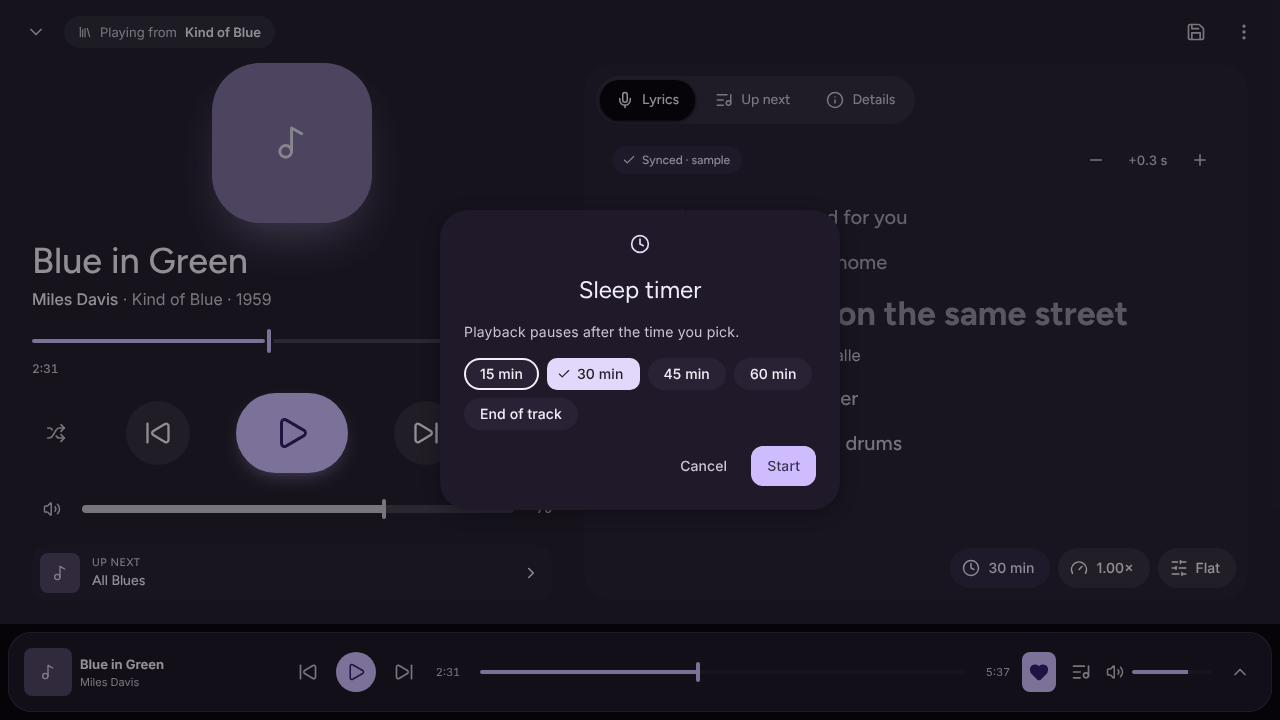 Playing from Kind of Blue
Lyrics
Up next
Details
Synced · sample
+0.3 s
for you
home
on the same street
drums
Blue in Green
Miles Davis · Kind of Blue · 1959
2:31
Sleep timer
Playback pauses after the time you pick.
15 min
30 min
45 min
60 min
End of track
Cancel
Start
UP NEXT
All Blues
30 min
1.00×
Flat
Blue in Green
Miles Davis
2:31
5:37